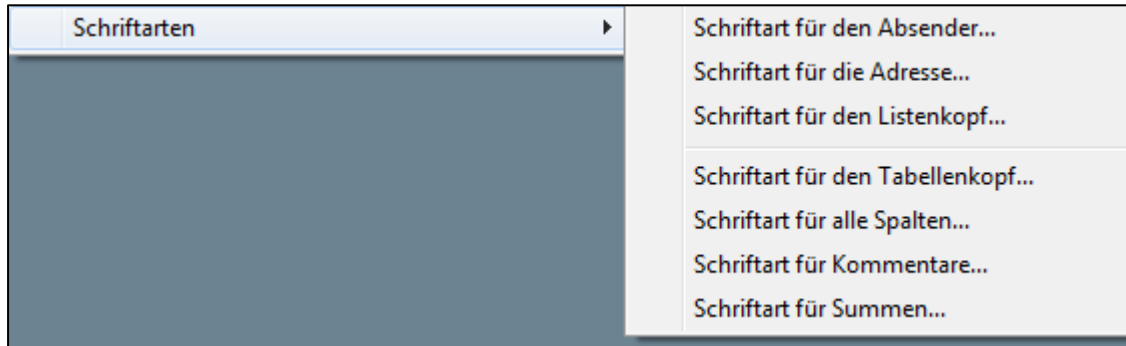 Schriftarten
Schriftart für den Absender...
Schriftart für die Adresse...
Schriftart für den Listenkopf...
Schriftart für den Tabellenkopf...
Schriftart für alle Spalten...
Schriftart für Kommentare...
Schriftart für Summen...